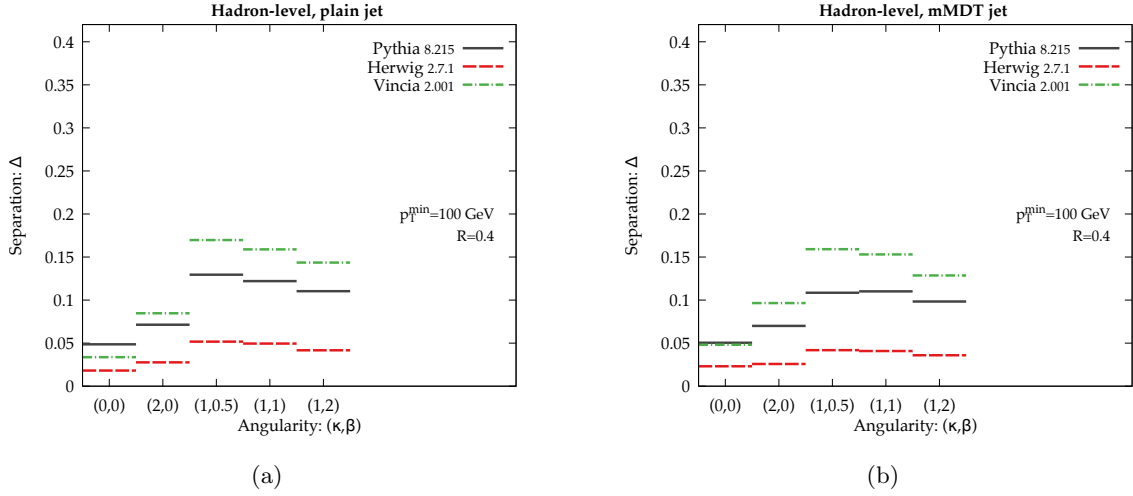 Hadron-level, plain jet
0.4
0.35
0.3
0.25
0.2
0.15
0.1
0.05
0
Separation: Δ
Pythia 8.215
Herwig 2.7.1
Vincia 2.001
p_T^min=100 GeV
R=0.4
(0,0) (2,0) (1,0.5) (1,1) (1,2)
Angularity: (κ,β)
(a)
Hadron-level, mMDT jet
0.4
0.35
0.3
0.25
0.2
0.15
0.1
0.05
0
Separation: Δ
Pythia 8.215
Herwig 2.7.1
Vincia 2.001
p_T^min=100 GeV
R=0.4
(0,0) (2,0) (1,0.5) (1,1) (1,2)
Angularity: (κ,β)
(b)